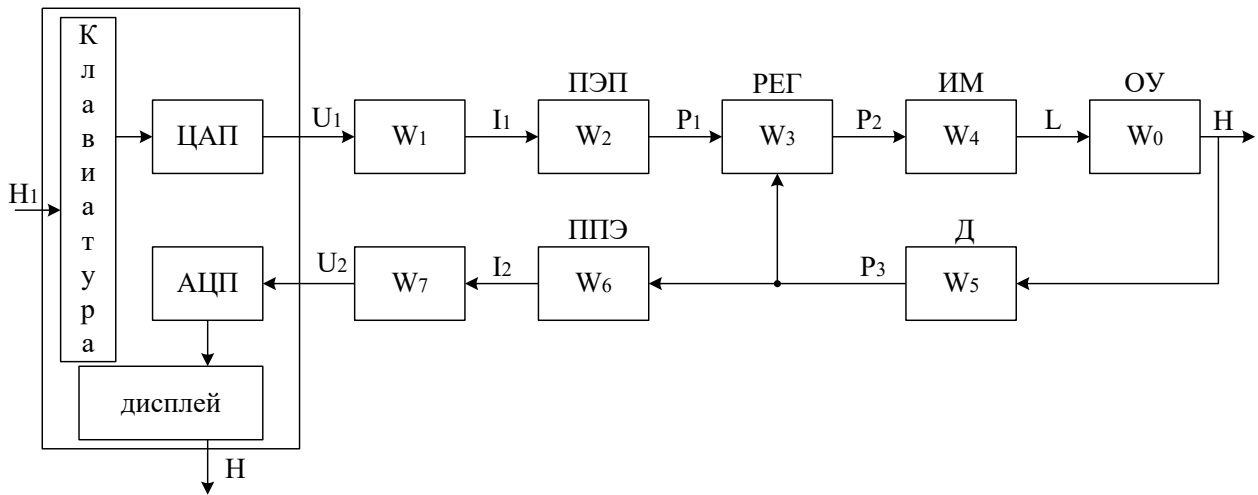 Клавиатура
ПЭП
РЕГ
ИМ
ОУ
ЦАП
U1
W1
I1
W2
P1
W3
P2
W4
L
W0
H
H1
ППЭ
Д
АЦП
U2
W7
I2
W6
P3
W5
дисплей
H